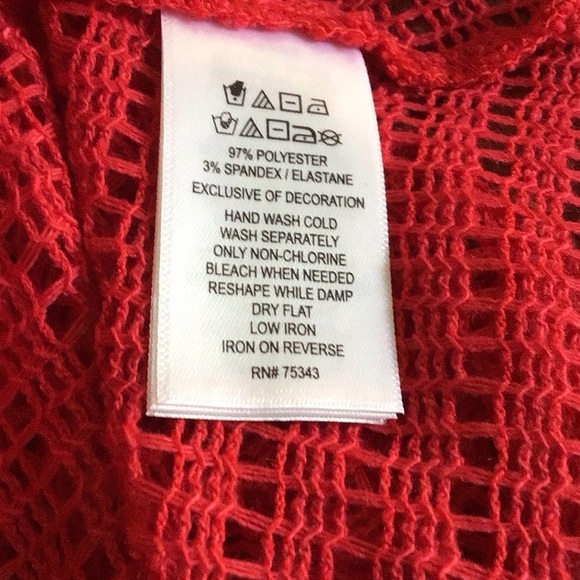 97% POLYESTER
3% SPANDEX / ELASTANE
EXCLUSIVE OF DECORATION
HAND WASH COLD
WASH SEPARATELY
ONLY NON-CHLORINE
BLEACH WHEN NEEDED
RESHAPE WHILE DAMP
DRY FLAT
LOW IRON
IRON ON REVERSE
RN# 75343